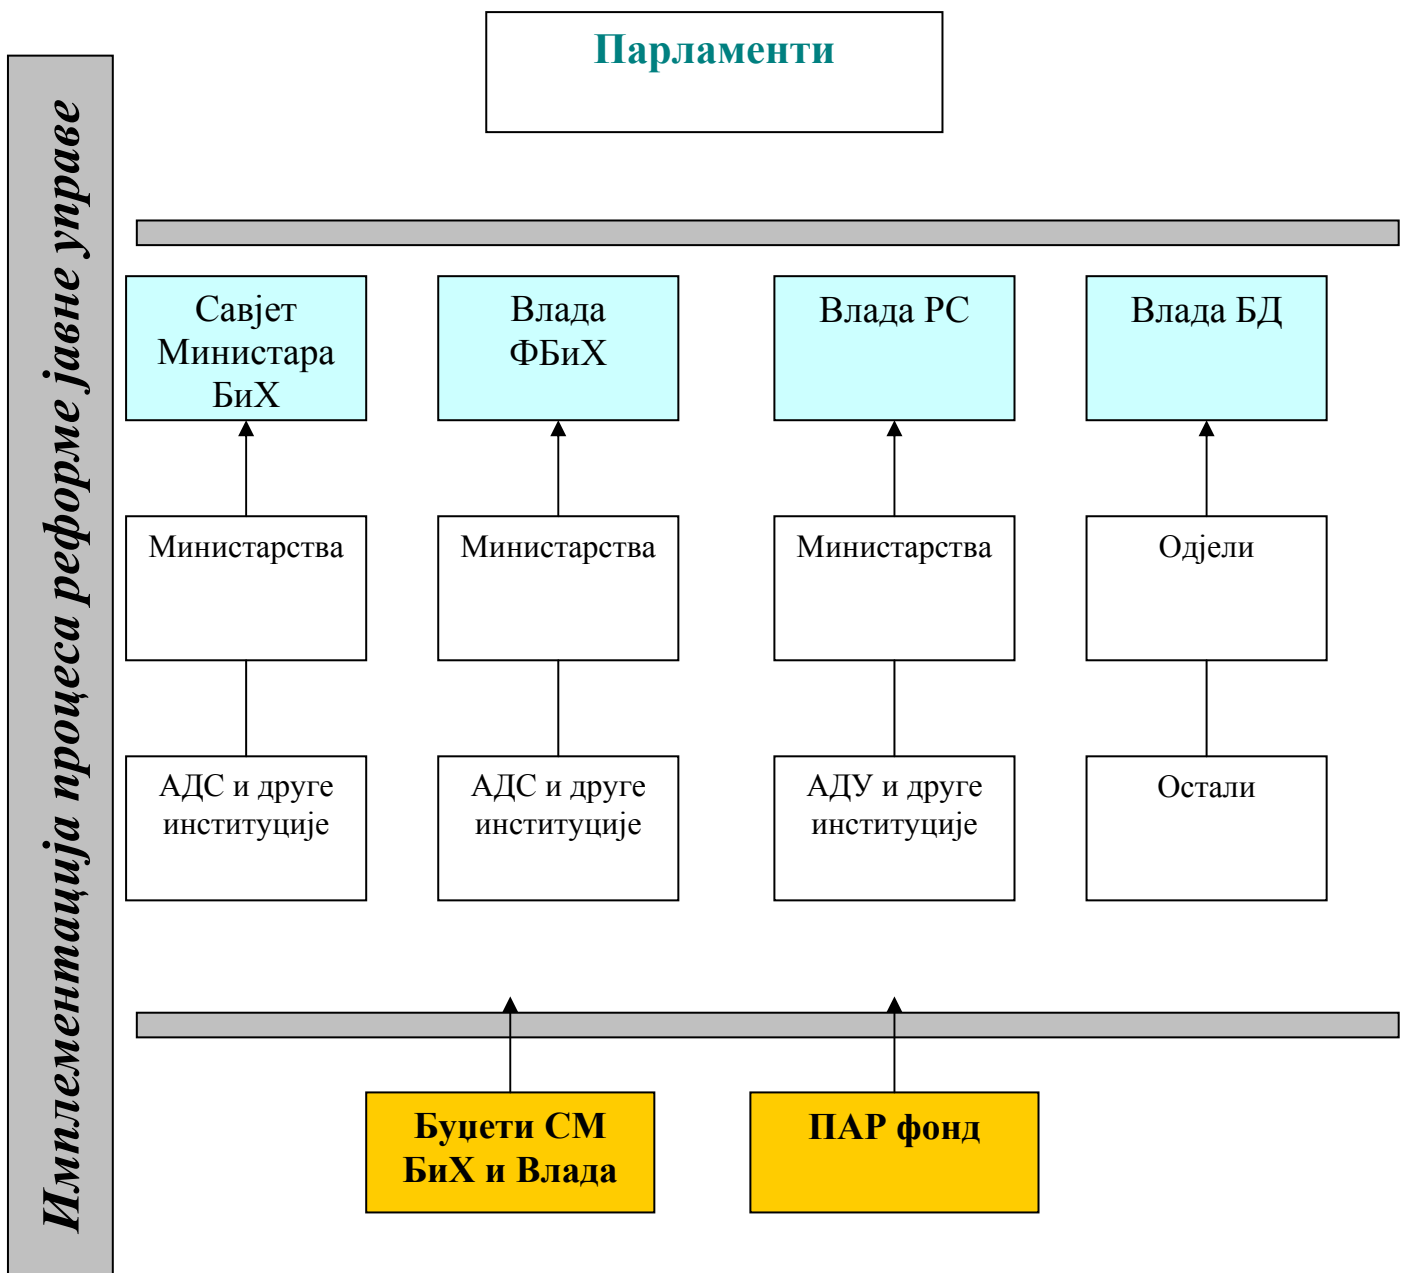 Парламенти
Имплементација процеса реформе јавне управе
Савјет
Министара
БиХ
Влада
ФБиХ
Влада РС
Влада БД
Министарства
Министарства
Министарства
Одјели
АДС и друге
институције
АДС и друге
институције
АДУ и друге
институције
Остали
Буџети СМ
БиХ и Влада
ПАР фонд